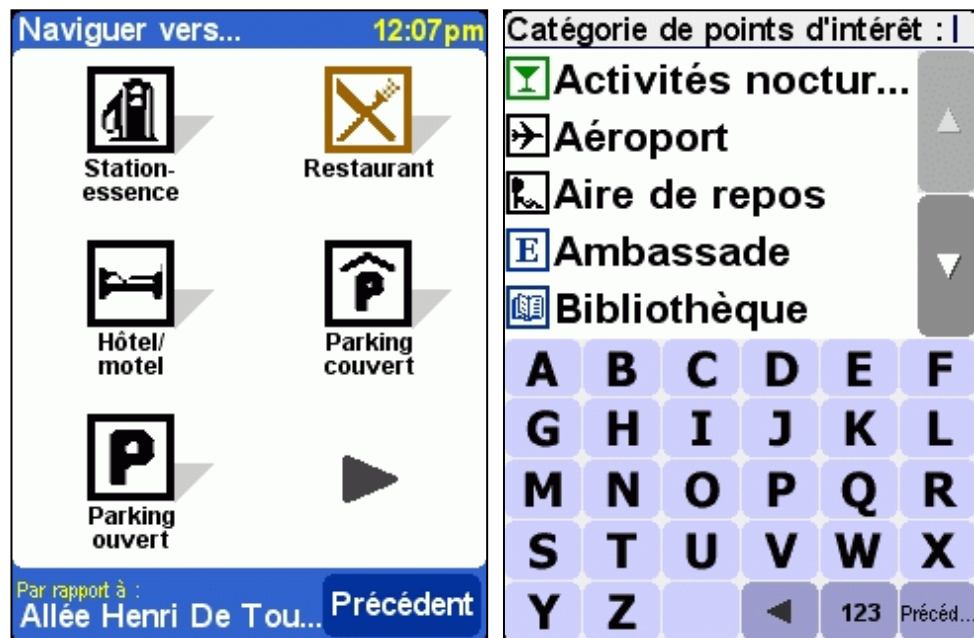 Naviguer vers... 12:07pm
Station-
essence
Restaurant
Hôtel/
motel
Parking
couvert
P
Parking
ouvert
Par rapport à :
Allée Henri De Tou...
Précédent
Catégorie de points d'intérêt :
Activités noctur...
Aéroport
Aire de repos
E Ambassade
Bibliothèque
A B C D E F
G H I J K L
M N O P Q R
S T U V W X
Y Z 123 Précéd...